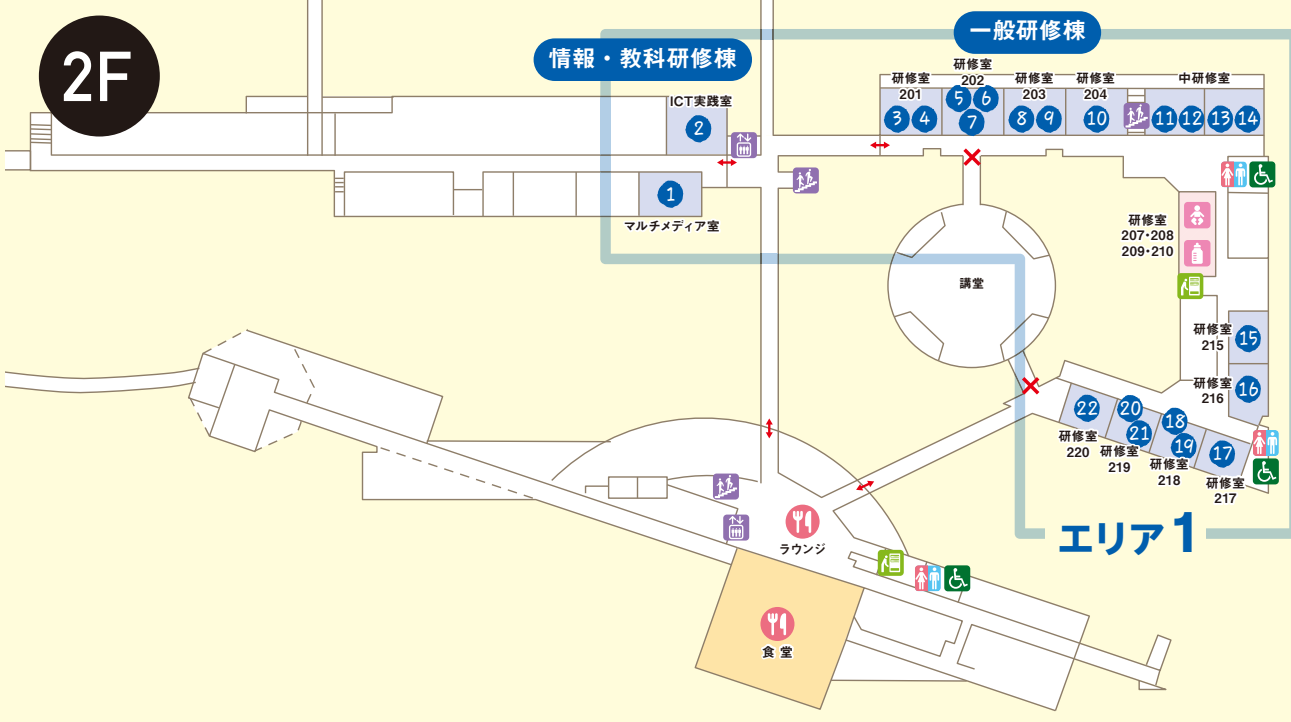 2F
情報・教科研修棟
一般研修棟
ICT実践室
2
1
マルチメディア室
研修室
201
3 4
研修室
202
5 6
7
研修室
203
8 9
研修室
204
10
中研修室
11 12 13 14
研修室
207・208
209・210
講堂
研修室
215
15
研修室
216
16
22
研修室
220
20
21
研修室
219
18
19
研修室
218
17
研修室
217
エリア1
ラウンジ
食堂